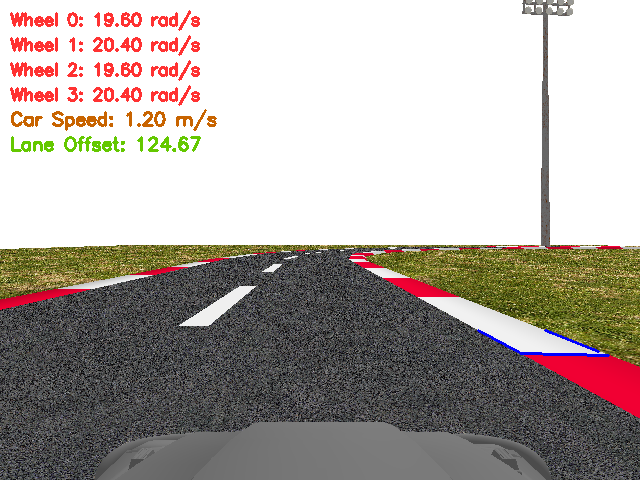 Wheel 0: 19.60 rad/s
Wheel 1: 20.40 rad/s
Wheel 2: 19.60 rad/s
Wheel 3: 20.40 rad/s
Car Speed: 1.20 m/s
Lane Offset: 124.67